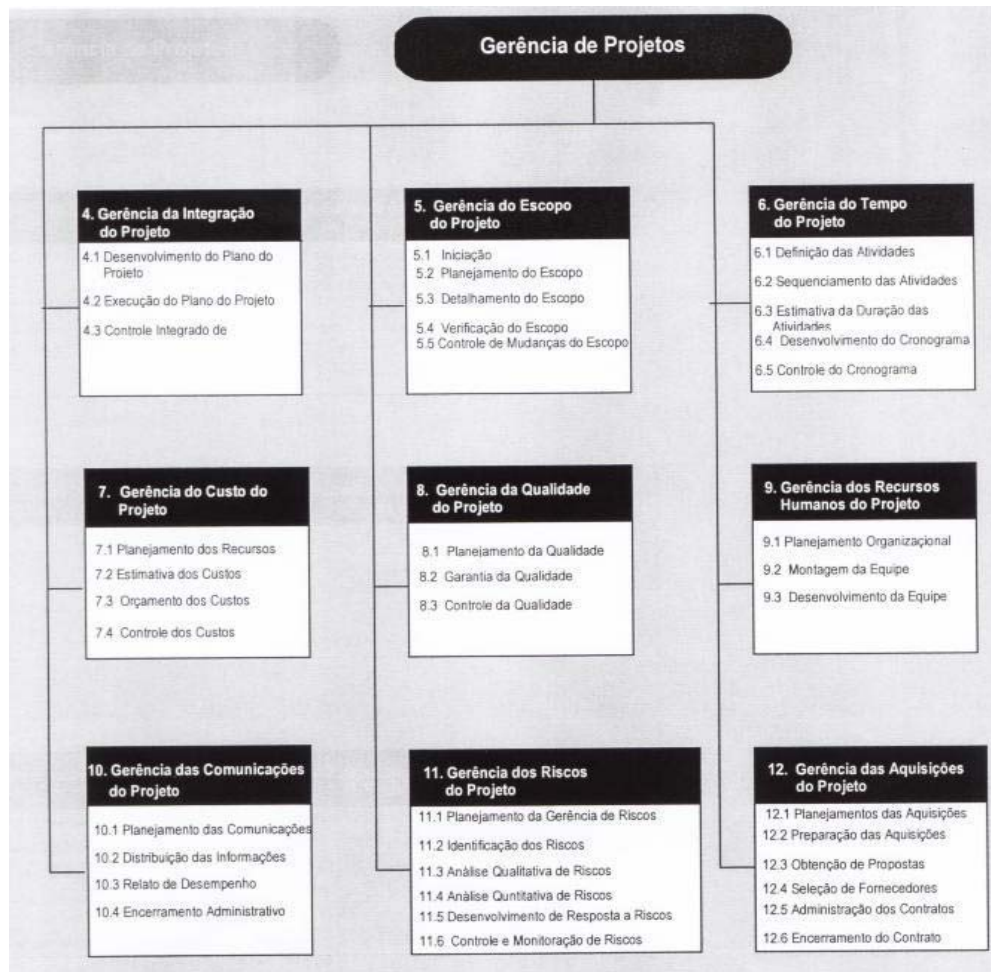 Gerência de Projetos
4. Gerência da Integração
do Projeto
4.1 Desenvolvimento do Plano do
Projeto
4.2 Execução do Plano do Projeto
4.3 Controle Integrado de
5. Gerência do Escopo
do Projeto
5.1 Iniciação
5.2 Planejamento do Escopo
5.3 Detalhamento do Escopo
5.4 Verificação do Escopo
5.5 Controle de Mudanças do Escopo
6. Gerência do Tempo
do Projeto
6.1 Definição das Atividades
6.2 Sequenciamento das Atividades
6.3 Estimativa da Duração das
Atividades
6.4 Desenvolvimento do Cronograma
6.5 Controle do Cronograma
7. Gerência do Custo do
Projeto
7.1 Planejamento dos Recursos
7.2 Estimativa dos Custos
7.3 Orçamento dos Custos
7.4 Controle dos Custos
8. Gerência da Qualidade
do Projeto
8.1 Planejamento da Qualidade
8.2 Garantia da Qualidade
8.3 Controle da Qualidade
9. Gerência dos Recursos
Humanos do Projeto
9.1 Planejamento Organizacional
9.2 Montagem da Equipe
9.3 Desenvolvimento da Equipe
10. Gerência das Comunicações
do Projeto
10.1 Planejamento das Comunicações
10.2 Distribuição das Informações
10.3 Relato de Desempenho
10.4 Encerramento Administrativo
11. Gerência dos Riscos
do Projeto
11.1 Planejamento da Gerência de Riscos
11.2 Identificação dos Riscos
11.3 Análise Qualitativa de Riscos
11.4 Análise Quntitativa de Riscos
11.5 Desenvolvimento de Resposta a Riscos
11.6 Controle e Monitoração de Riscos
12. Gerência das Aquisições
do Projeto
12.1 Planejamentos das Aquisições
12.2 Preparação das Aquisições
12.3 Obtenção de Propostas
12.4 Seleção de Fornecedores
12.5 Administração dos Contratos
12.6 Encerramento do Contrato